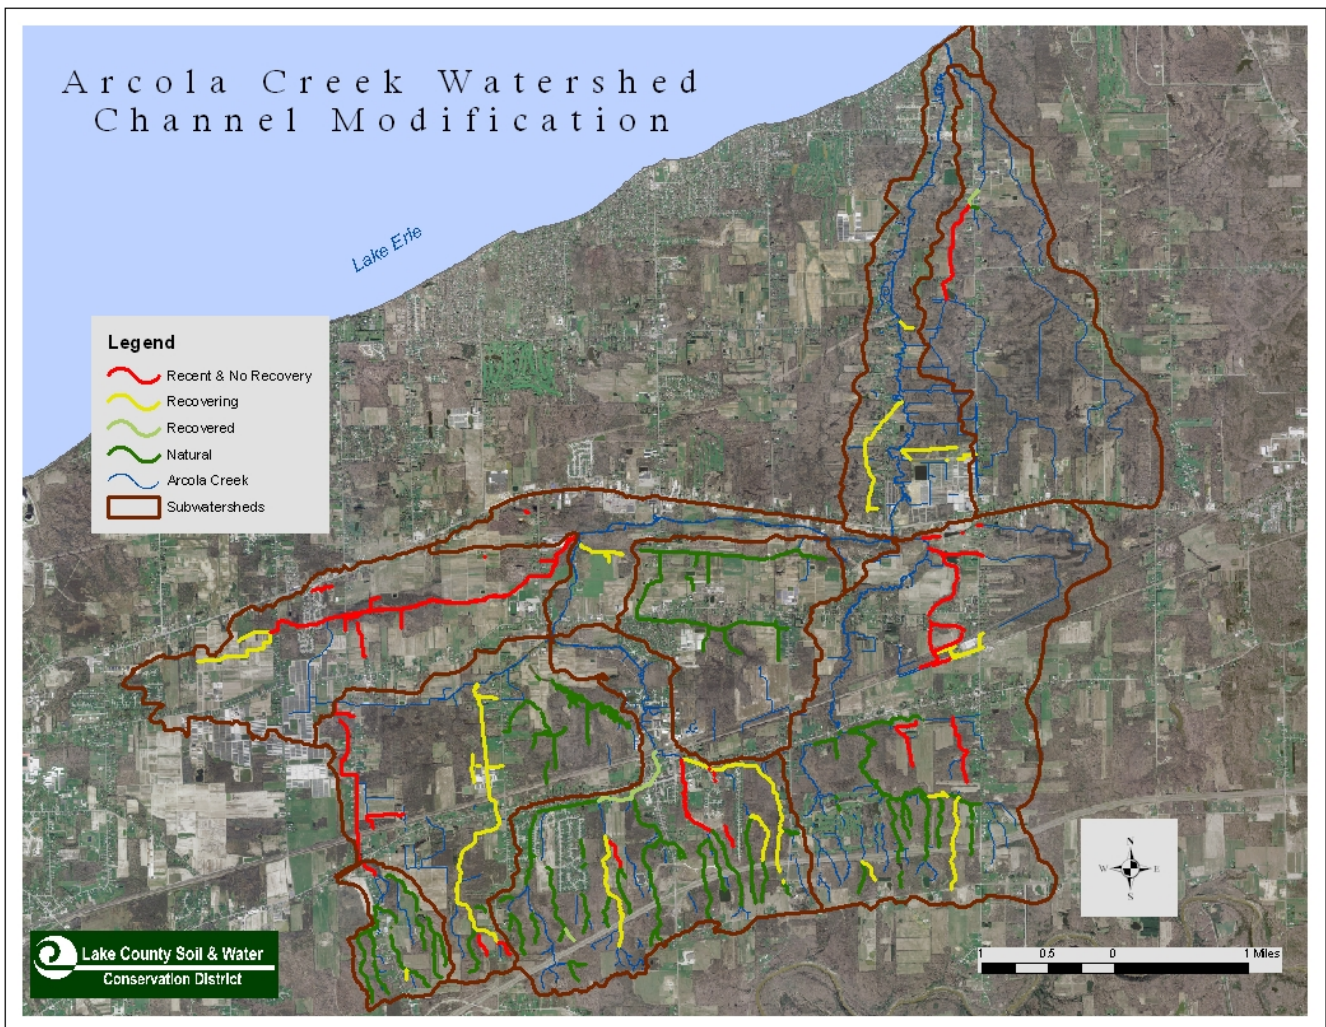 Arcola Creek Watershed
Channel Modification
Lake Erie
Legend
Recent & No Recovery
Recovering
Recovered
Natural
Arcola Creek
Subwatersheds
N
W E
S
Lake County Soil & Water
Conservation District
1 0.5 0 1 Miles